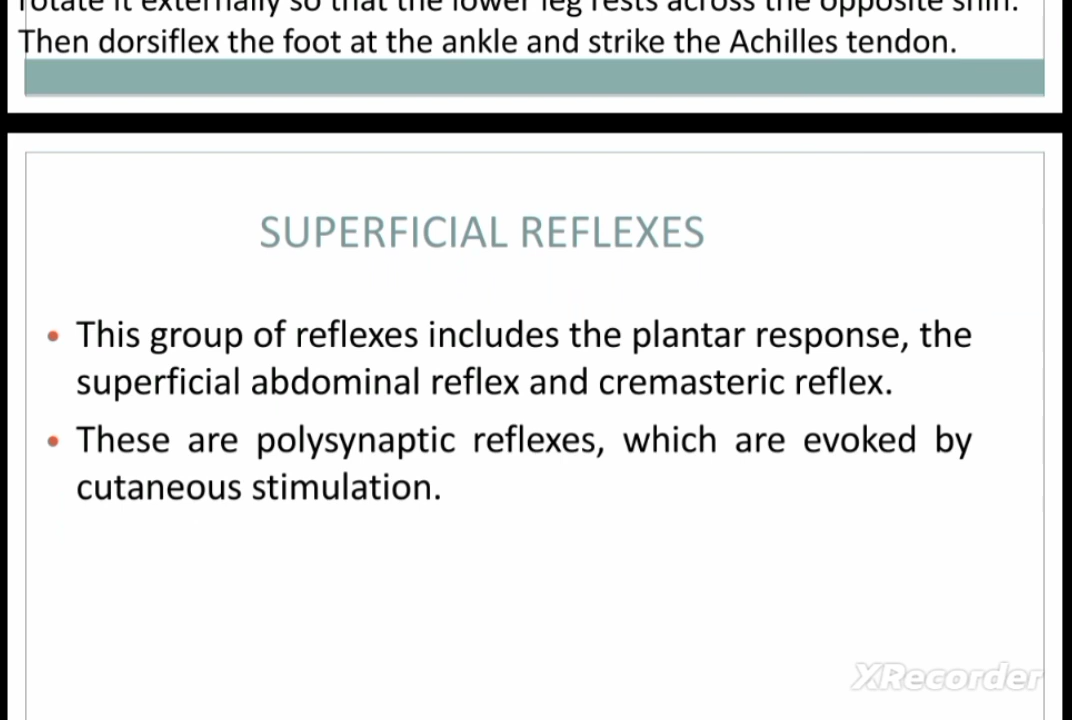 rotate it externally so that the lower leg rests across the opposite shin.
Then dorsiflex the foot at the ankle and strike the Achilles tendon.
SUPERFICIAL REFLEXES
• This group of reflexes includes the plantar response, the
superficial abdominal reflex and cremasteric reflex.
• These are polysynaptic reflexes, which are evoked by
cutaneous stimulation.
XRecorder